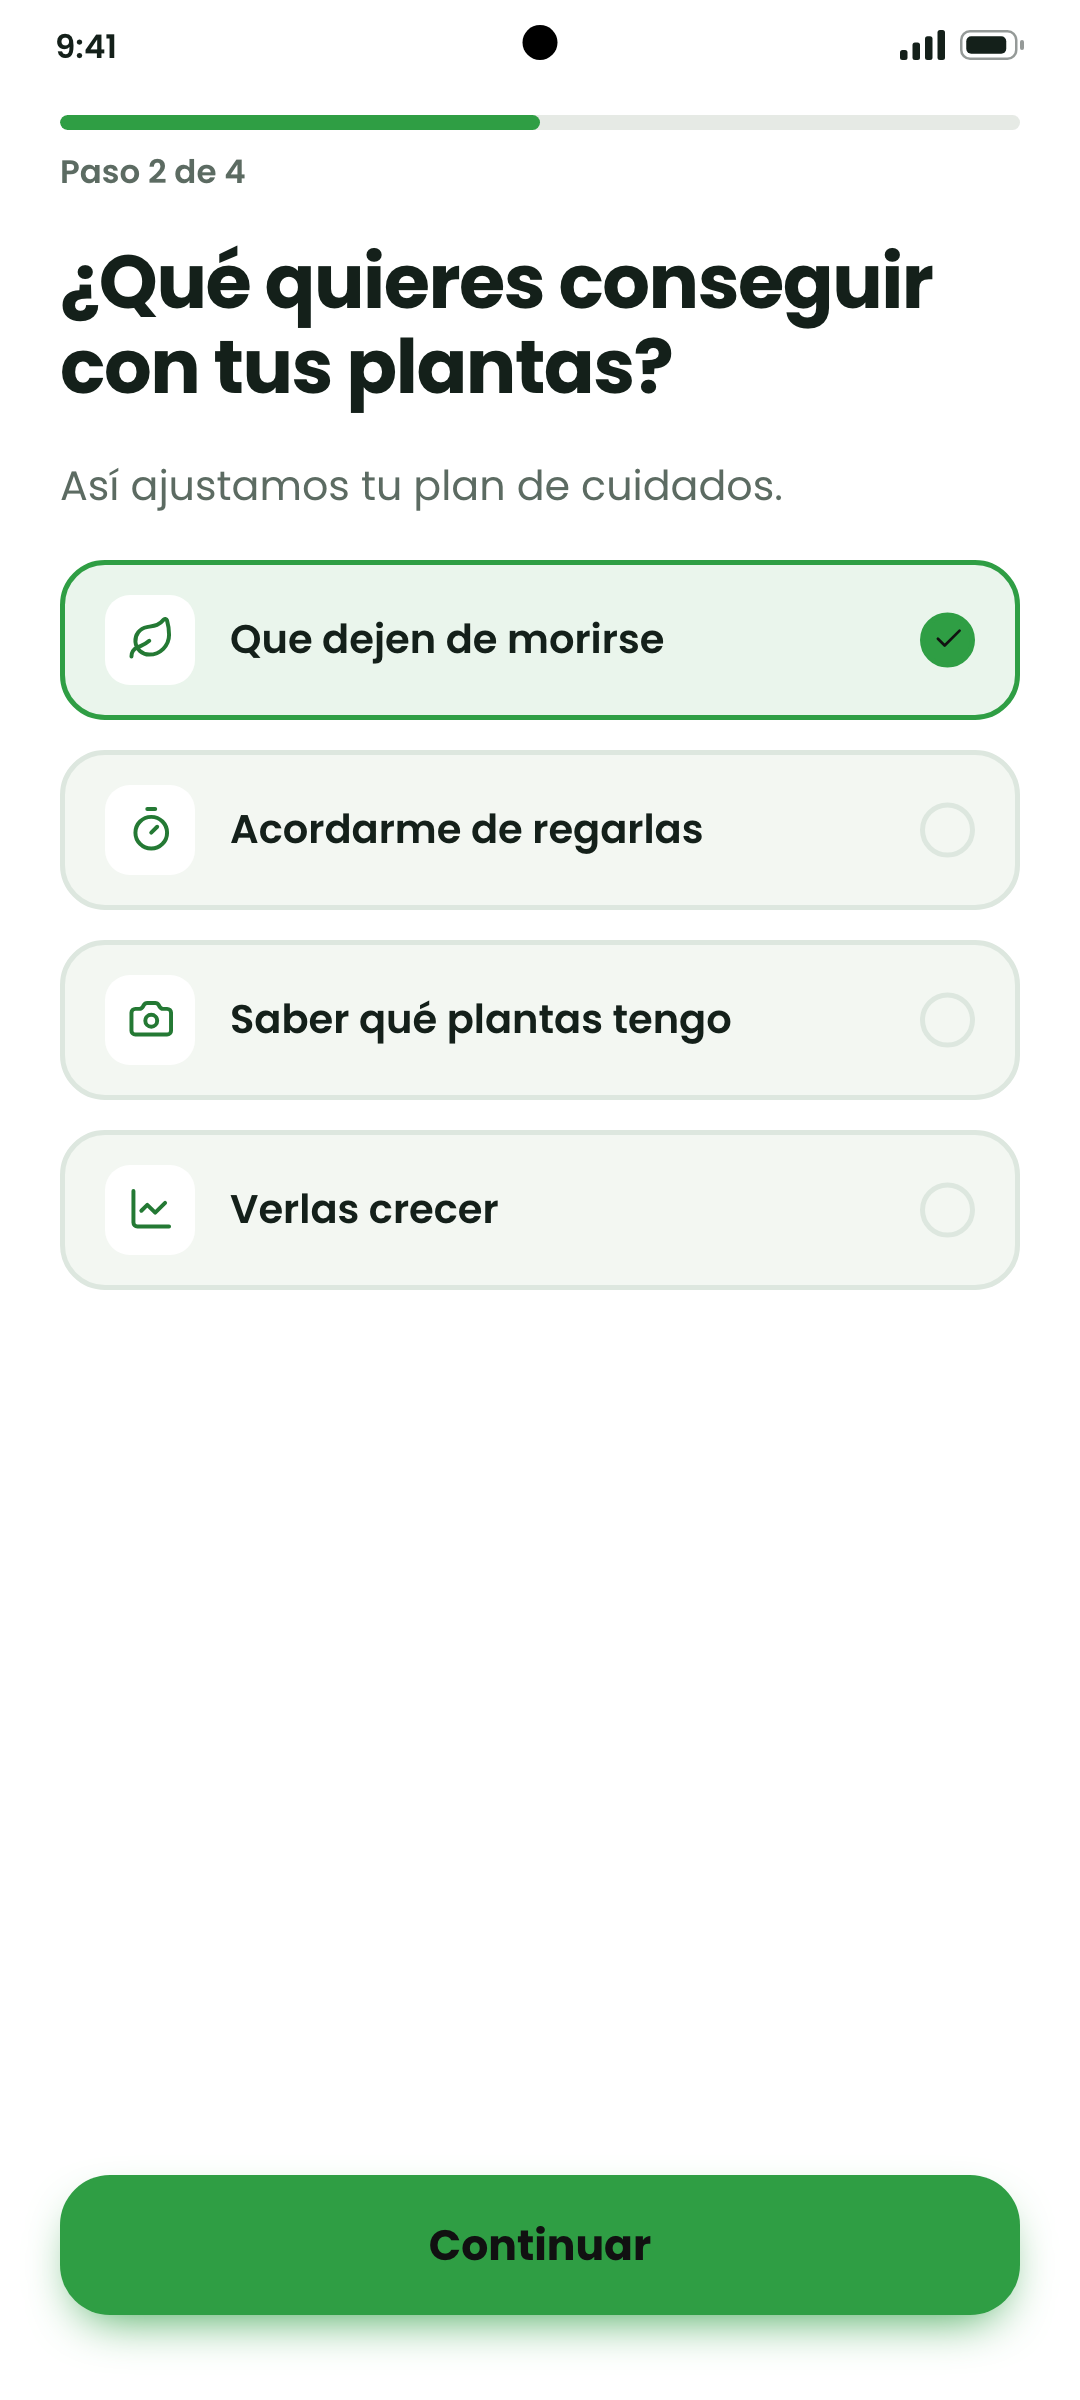 9:41
Paso 2 de 4
¿Qué quieres conseguir
con tus plantas?
Así ajustamos tu plan de cuidados.
Que dejen de morirse
Acordarme de regarlas
Saber qué plantas tengo
Verlas crecer
Continuar